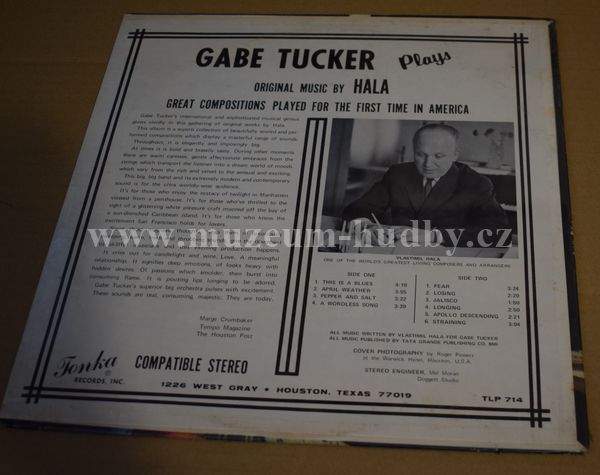 GABE TUCKER Plays
ORIGINAL MUSIC BY HALA
GREAT COMPOSITIONS PLAYED FOR THE FIRST TIME IN AMERICA
Gabe Tucker's international and sophisticated musical genius
glows vividly in this gathering of original works by Hala.
This album is a warmth collection of beautifully scored and per-
formed compositions which display a masterful range of sounds.
Throughout, it is elegantly and imposingly big.
At times it is bold and brassily sassy. During other moments
there are warm caresses, gentle affectionate embraces from the
strings which transport the listener into a dream world of moods
which vary from the rich and velvet to the sensual and exciting.
This big, big band and its extremely modern and contemporary
sound is for the ultra worldly-wise audience.
It's for those who enjoy the ecstasy of twilight in Manhattan
viewed from a penthouse. It's for those who've thrilled to the
sight of a glistening white pleasure craft moored off the bay of
a sun-drenched Caribbean island. It's for those who knew the
excitement San Francisco holds for lovers.
production happens.
It cries out for candlelight and wine. Love. A meaningful
relationship. It signifies deep emotions, of looks heavy with
hidden desires. Of passions which smolder, then burst into
consuming flame. It is pouting lips longing to be adored.
Gabe Tucker's superior big orchestra pulses with excitement.
These sounds are real, consuming, majestic. They are, today.
Marge Crumbaker
Tempo Magazine
The Houston Post
VLASTIMIL HALA
ONE OF THE WORLD'S GREATEST LIVING COMPOSERS AND ARRANGERS
SIDE ONE
1. THIS IS A BLUES 4:18
2. APRIL WEATHER 3:55
3. PEPPER AND SALT 3:22
4. A WORDLESS SONG 3:39
SIDE TWO
1. FEAR 3:24
2. LOSING 2:20
3. JALISCO 1:50
4. LONGING 2:50
5. APOLLO DESCENDING 2:21
6. STRAINING 3:04
ALL MUSIC WRITTEN BY VLASTIMIL HALA FOR GABE TUCKER
ALL MUSIC PUBLISHED BY TATA GRANDE PUBLISHING CO. BMI
COVER PHOTOGRAPHY by Roger Powers
at the Warwick Hotel, Houston, U.S.A.
STEREO ENGINEER, Mel Moran
Doggett Studio
Tonka
RECORDS, INC.
COMPATIBLE STEREO
1226 WEST GRAY • HOUSTON, TEXAS 77019
TLP 714
www.muzeum-hudby.cz